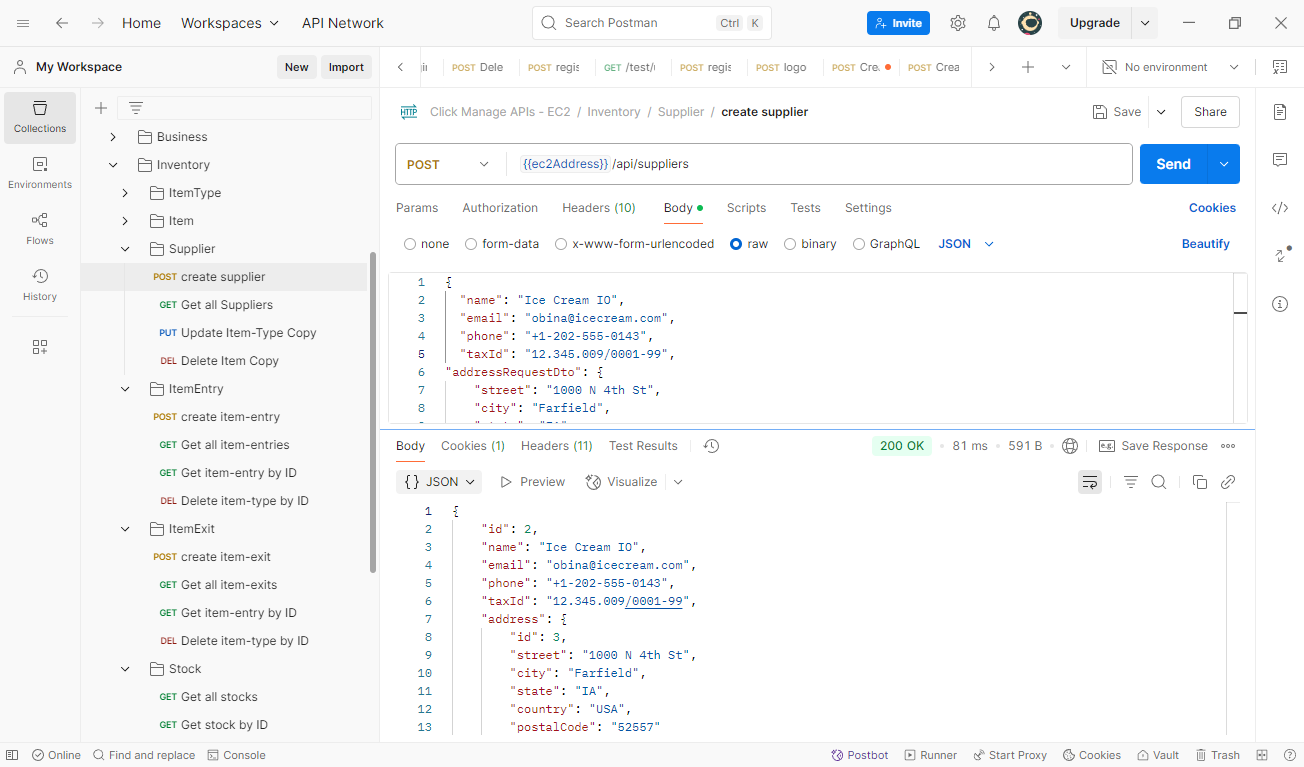 Home Workspaces API Network Search Postman Ctrl K Invite Upgrade
My Workspace New Import POST Dele POST regis GET /test/ POST regis POST logo POST Cre POST Crea No environment
Collections
Environments
Flows
History
Business
Inventory
ItemType
Item
Supplier
POST create supplier
GET Get all Suppliers
PUT Update Item-Type Copy
DEL Delete Item Copy
ItemEntry
POST create item-entry
GET Get all item-entries
GET Get item-entry by ID
DEL Delete item-type by ID
ItemExit
POST create item-exit
GET Get all item-exits
GET Get item-entry by ID
DEL Delete item-type by ID
Stock
GET Get all stocks
GET Get stock by ID
HTTP Click Manage APIs - EC2 / Inventory / Supplier / create supplier Save Share
POST {{ec2Address}} /api/suppliers Send
Params Authorization Headers (10) Body Scripts Tests Settings Cookies
none form-data x-www-form-urlencoded raw binary GraphQL JSON Beautify
1 {
2 "name": "Ice Cream IO",
3 "email": "obina@icecream.com",
4 "phone": "+1-202-555-0143",
5 "taxId": "12.345.009/0001-99",
6 "addressRequestDto": {
7 "street": "1000 N 4th St",
8 "city": "Farfield",
Body Cookies (1) Headers (11) Test Results 200 OK 81 ms 591 B e.g. Save Response
{} JSON Preview Visualize
1 {
2 "id": 2,
3 "name": "Ice Cream IO",
4 "email": "obina@icecream.com",
5 "phone": "+1-202-555-0143",
6 "taxId": "12.345.009/0001-99",
7 "address": {
8 "id": 3,
9 "street": "1000 N 4th St",
10 "city": "Farfield",
11 "state": "IA",
12 "country": "USA",
13 "postalCode": "52557"
Online Find and replace Console Postbot Runner Start Proxy Cookies Vault Trash